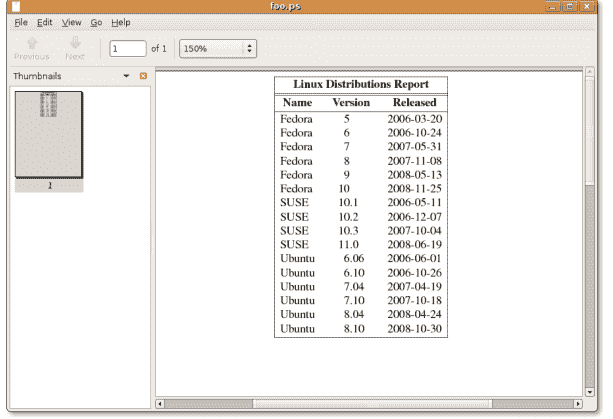 foo.ps
File Edit View Go Help
Previous Next 1 of 1 150%
Thumbnails
1
Linux Distributions Report
Name Version Released
Fedora 5 2006-03-20
Fedora 6 2006-10-24
Fedora 7 2007-05-31
Fedora 8 2007-11-08
Fedora 9 2008-05-13
Fedora 10 2008-11-25
SUSE 10.1 2006-05-11
SUSE 10.2 2006-12-07
SUSE 10.3 2007-10-04
SUSE 11.0 2008-06-19
Ubuntu 6.06 2006-06-01
Ubuntu 6.10 2006-10-26
Ubuntu 7.04 2007-04-19
Ubuntu 7.10 2007-10-18
Ubuntu 8.04 2008-04-24
Ubuntu 8.10 2008-10-30